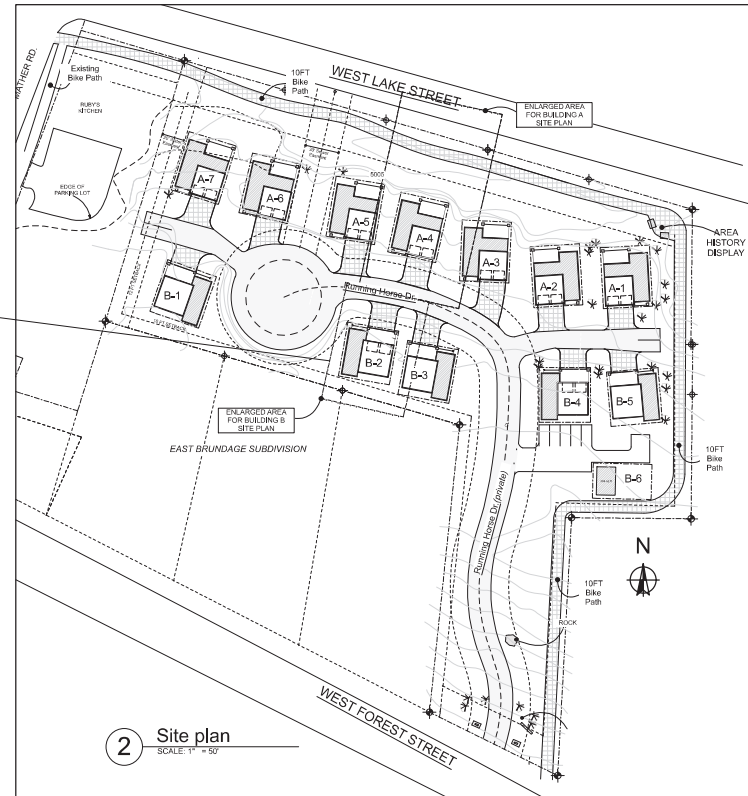 MATHER RD.
Existing
Bike Path
RUBY'S
KITCHEN
EDGE OF
PARKING LOT
10FT
Bike
Path
WEST LAKE STREET
ENLARGED AREA
FOR BUILDING A
SITE PLAN
5005
A-7
A-6
A-5
A-4
A-3
A-2
A-1
AREA
HISTORY
DISPLAY
B-1
Running Horse Dr.
B-2
B-3
B-4
B-5
B-6
ENLARGED AREA
FOR BUILDING B
SITE PLAN
EAST BRUNDAGE SUBDIVISION
10FT
Bike
Path
Running Horse Dr.(private)
N
10FT
Bike
Path
ROCK
WEST FOREST STREET
2
Site plan
SCALE: 1" = 50'